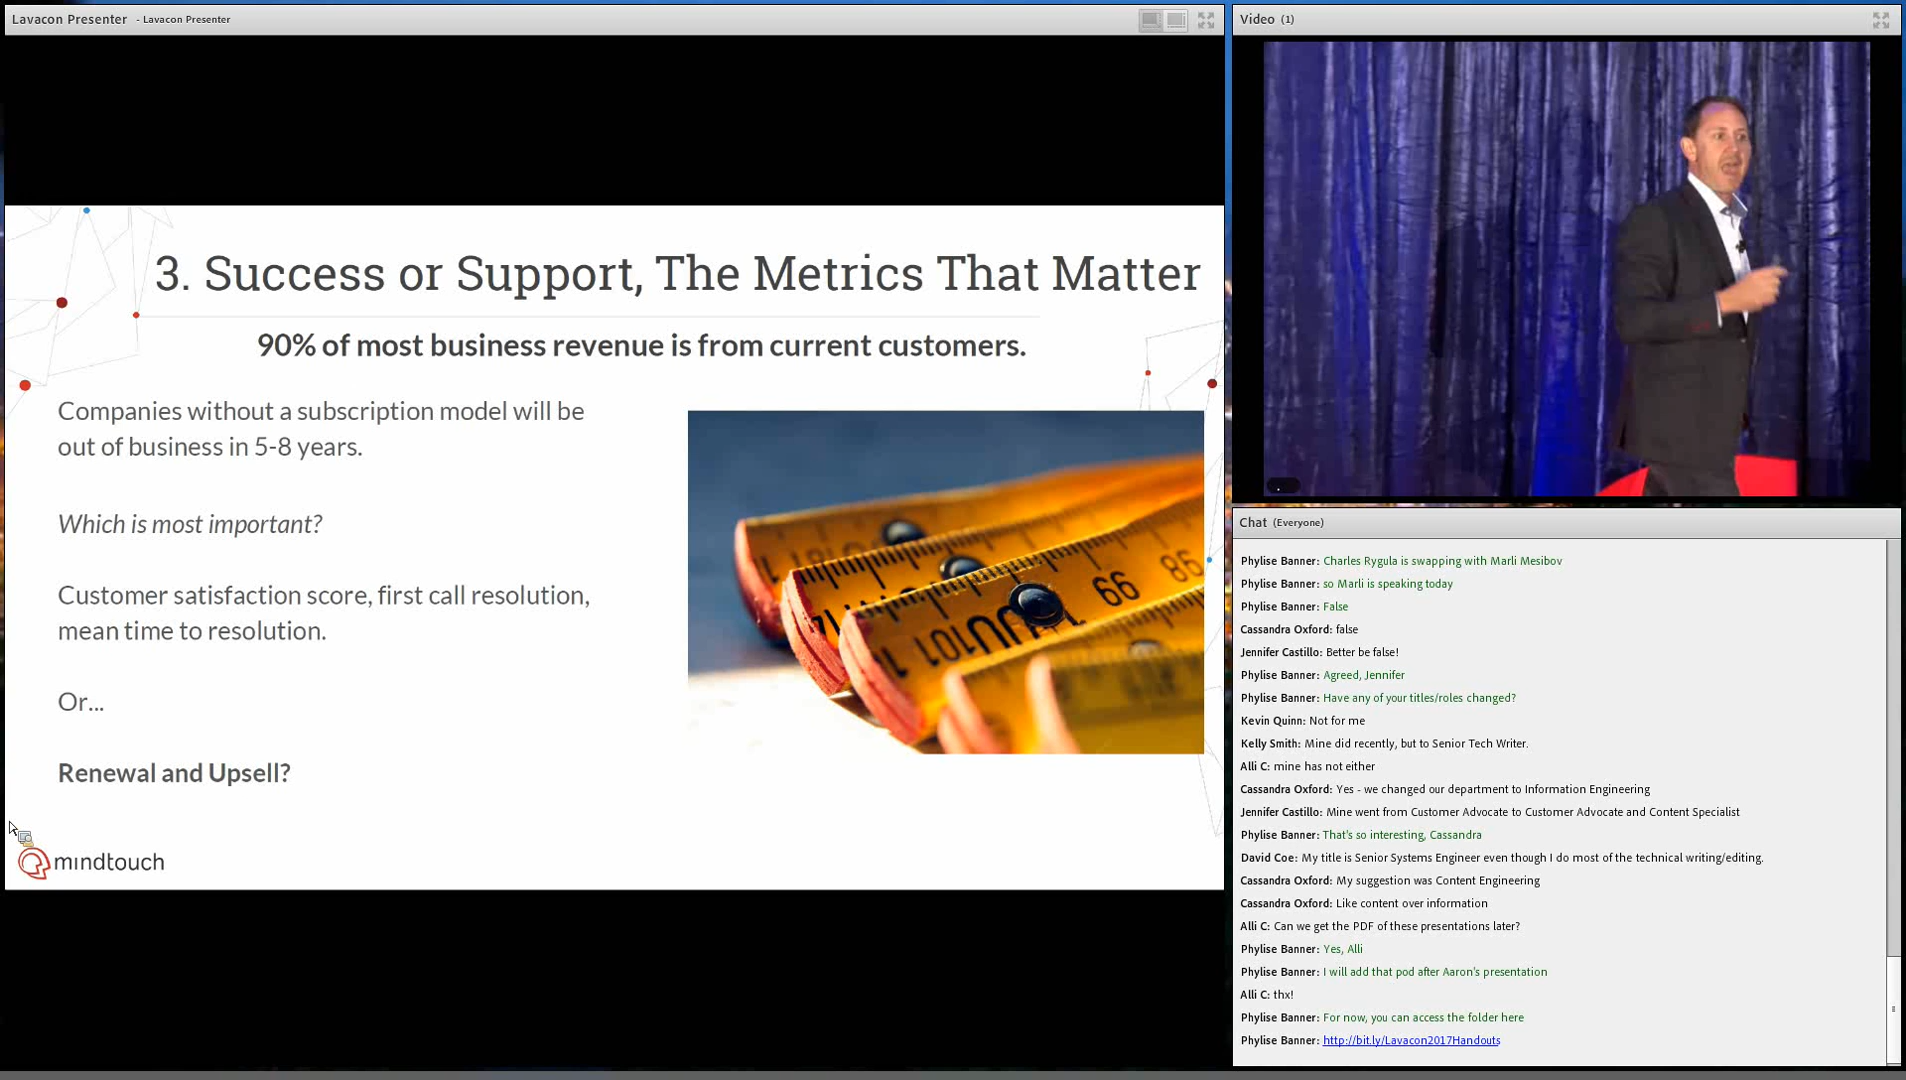 Lavacon Presenter - Lavacon Presenter
3. Success or Support, The Metrics That Matter
90% of most business revenue is from current customers.
Companies without a subscription model will be
out of business in 5-8 years.
Which is most important?
Customer satisfaction score, first call resolution,
mean time to resolution.
Or...
Renewal and Upsell?
mindtouch
99
98
101
Video (1)
Chat (Everyone)
Phylise Banner: Charles Rygula is swapping with Marli Mesibov
Phylise Banner: so Marli is speaking today
Phylise Banner: False
Cassandra Oxford: false
Jennifer Castillo: Better be false!
Phylise Banner: Agreed, Jennifer
Phylise Banner: Have any of your titles/roles changed?
Kevin Quinn: Not for me
Kelly Smith: Mine did recently, but to Senior Tech Writer.
Alli C: mine has not either
Cassandra Oxford: Yes - we changed our department to Information Engineering
Jennifer Castillo: Mine went from Customer Advocate to Customer Advocate and Content Specialist
Phylise Banner: That's so interesting, Cassandra
David Coe: My title is Senior Systems Engineer even though I do most of the technical writing/editing.
Cassandra Oxford: My suggestion was Content Engineering
Cassandra Oxford: Like content over information
Alli C: Can we get the PDF of these presentations later?
Phylise Banner: Yes, Alli
Phylise Banner: I will add that pod after Aaron's presentation
Alli C: thx!
Phylise Banner: For now, you can access the folder here
Phylise Banner: http://bit.ly/Lavacon2017Handouts